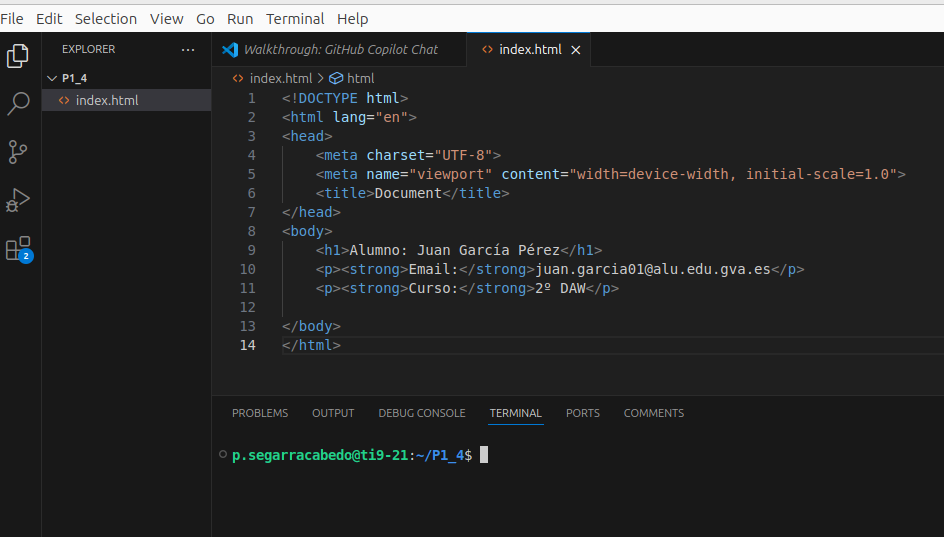 File Edit Selection View Go Run Terminal Help
EXPLORER ...
Walkthrough: GitHub Copilot Chat
index.html
P1_4
index.html
2
index.html > html
1 <!DOCTYPE html>
2 <html lang="en">
3 <head>
4     <meta charset="UTF-8">
5     <meta name="viewport" content="width=device-width, initial-scale=1.0">
6     <title>Document</title>
7 </head>
8 <body>
9     <h1>Alumno: Juan García Pérez</h1>
10     <p><strong>Email:</strong>juan.garcia01@alu.edu.gva.es</p>
11     <p><strong>Curso:</strong>2º DAW</p>
12
13 </body>
14 </html>
PROBLEMS OUTPUT DEBUG CONSOLE TERMINAL PORTS COMMENTS
p.segarracabedo@ti9-21:~/P1_4$